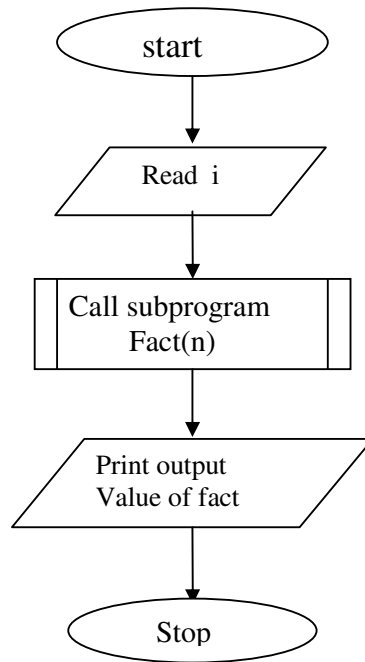 start
Read i
Call subprogram
Fact(n)
Print output
Value of fact
Stop